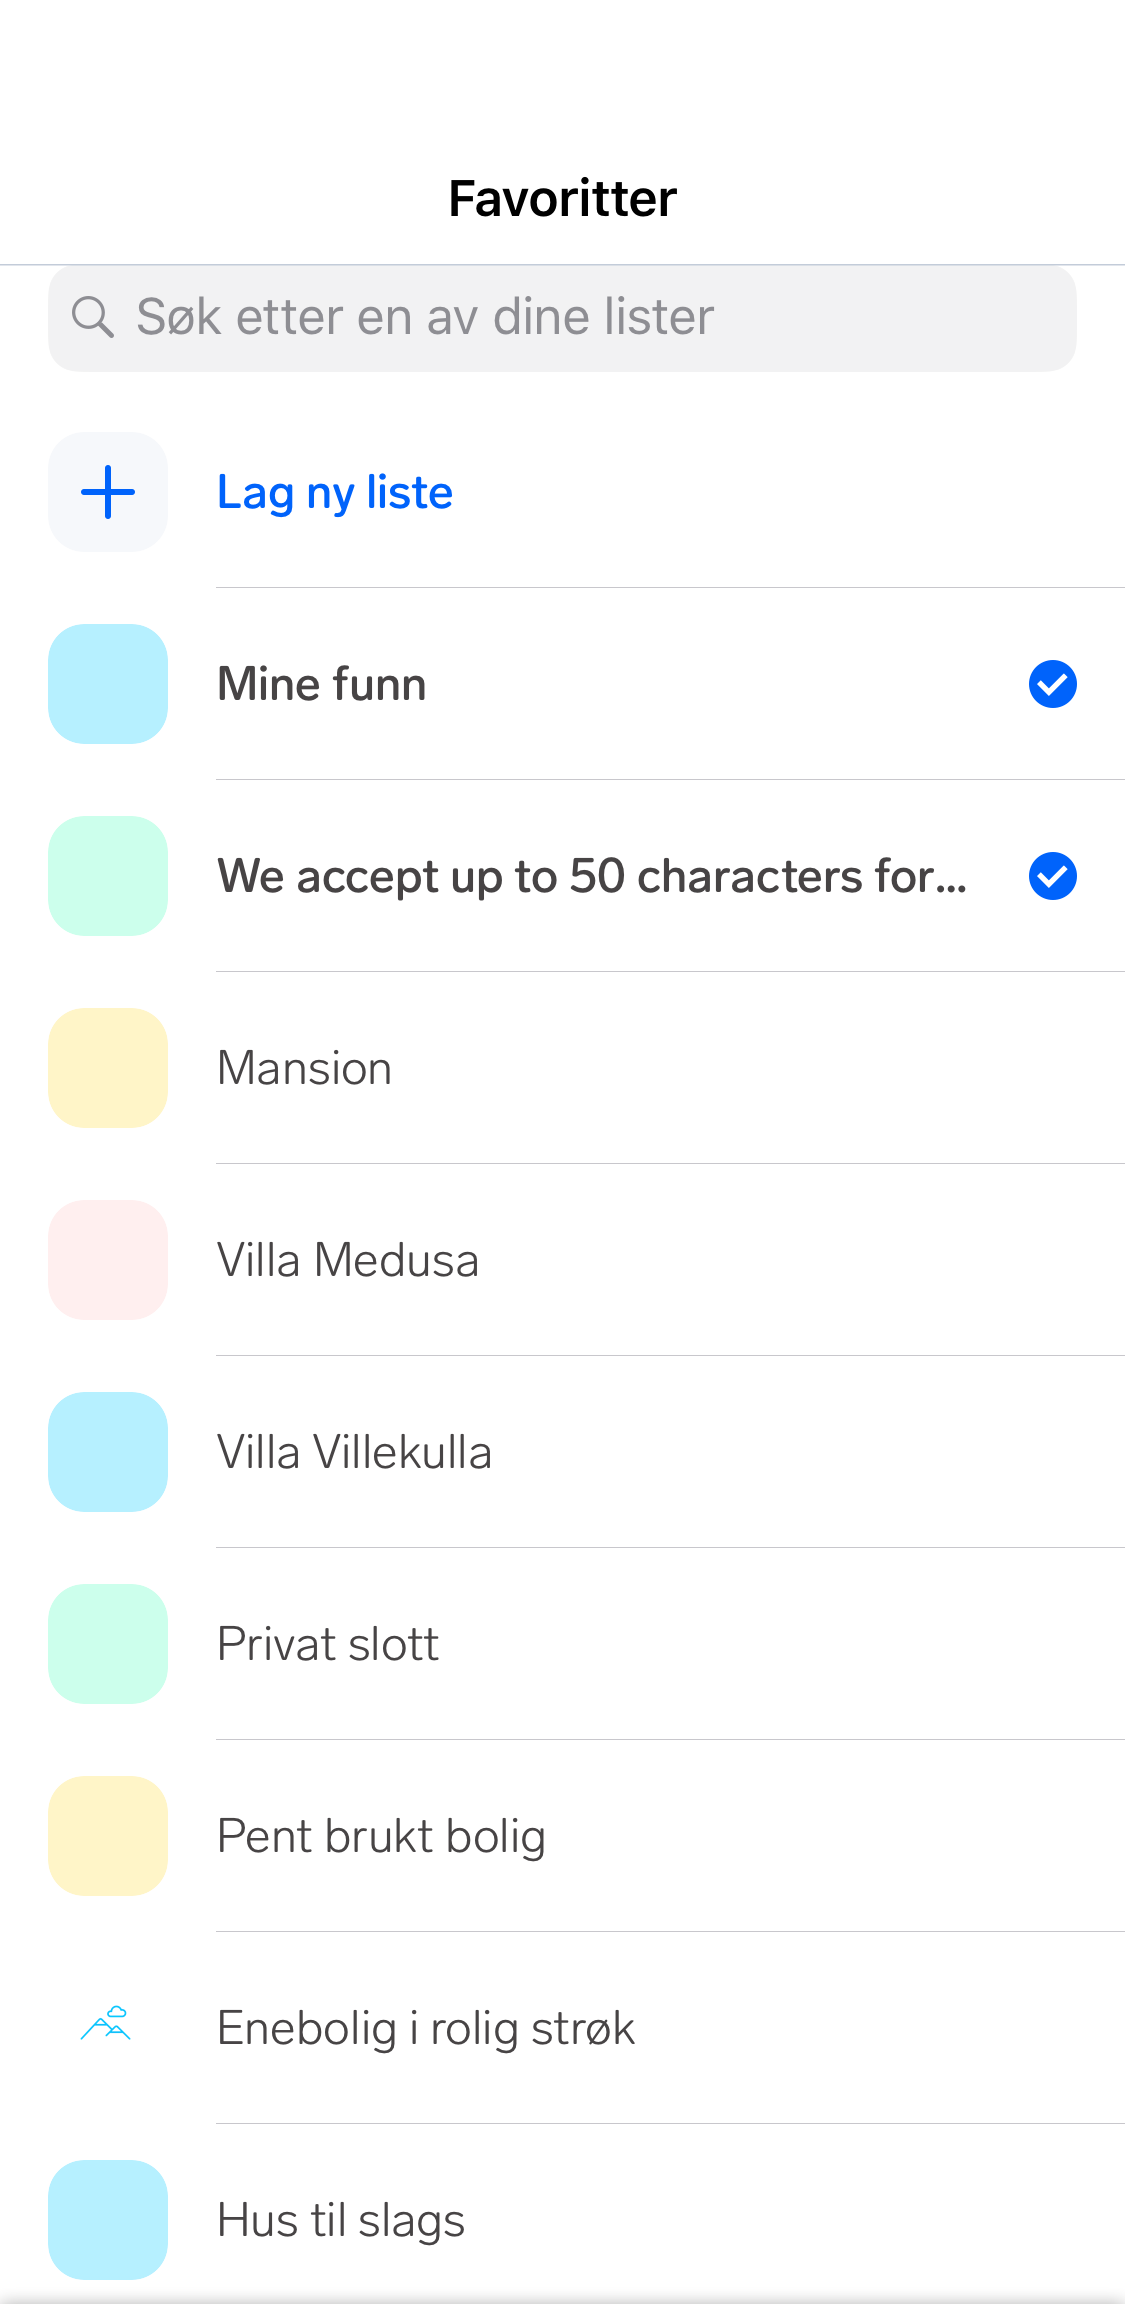 Favoritter
Søk etter en av dine lister
Lag ny liste
Mine funn
We accept up to 50 characters for...
Mansion
Villa Medusa
Villa Villekulla
Privat slott
Pent brukt bolig
Enebolig i rolig strøk
Hus til slags